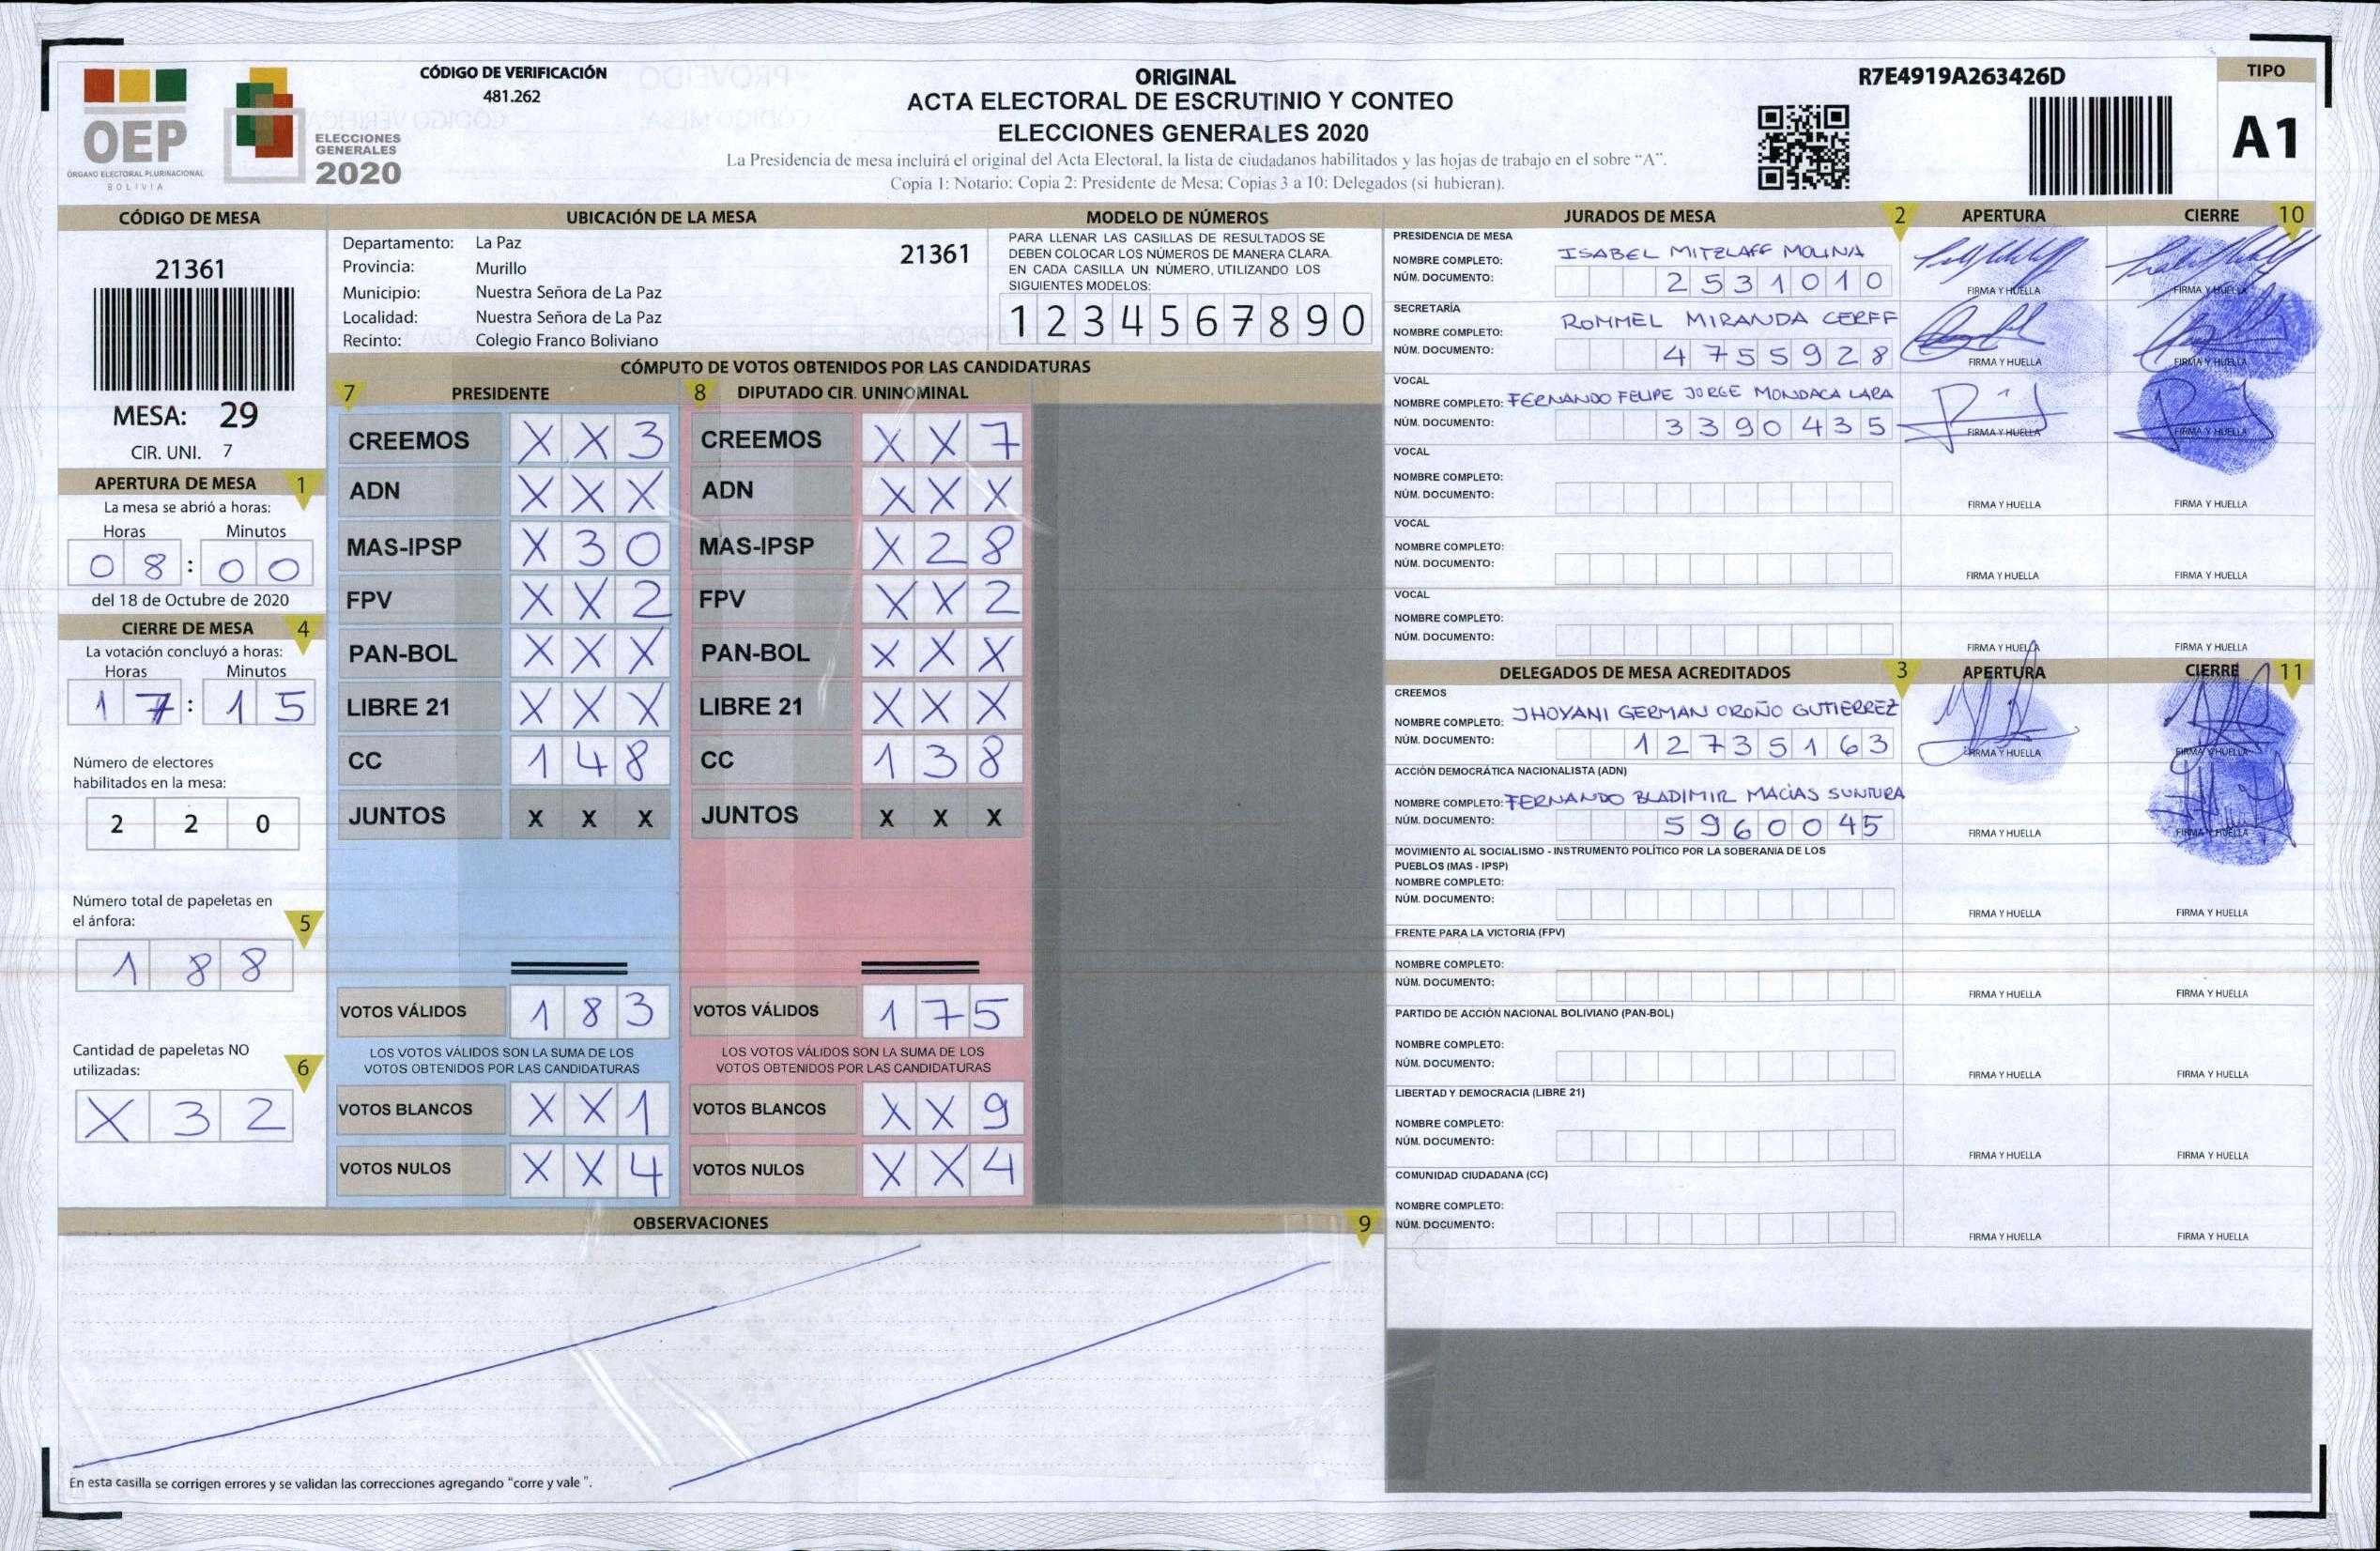 OEP
ÓRGANO ELECTORAL PLURINACIONAL
BOLIVIA
ELECCIONES
GENERALES
2020
CÓDIGO DE VERIFICACIÓN
481.262
ORIGINAL
ACTA ELECTORAL DE ESCRUTINIO Y CONTEO
ELECCIONES GENERALES 2020
La Presidencia de mesa incluirá el original del Acta Electoral, la lista de ciudadanos habilitados y las hojas de trabajo en el sobre “A”.
Copia 1: Notario; Copia 2: Presidente de Mesa; Copias 3 a 10: Delegados (si hubieran).
R7E4919A263426D
TIPO
A1
CÓDIGO DE MESA
21361
MESA: 29
CIR. UNI. 7
APERTURA DE MESA 1
La mesa se abrió a horas:
Horas Minutos
08:00
del 18 de Octubre de 2020
CIERRE DE MESA 4
La votación concluyó a horas:
Horas Minutos
17:15
Número de electores
habilitados en la mesa:
2 2 0
Número total de papeletas en
el ánfora: 5
1 8 8
Cantidad de papeletas NO
utilizadas: 6
X 3 2
UBICACIÓN DE LA MESA
Departamento: La Paz 21361
Provincia: Murillo
Municipio: Nuestra Señora de La Paz
Localidad: Nuestra Señora de La Paz
Recinto: Colegio Franco Boliviano
MODELO DE NÚMEROS
PARA LLENAR LAS CASILLAS DE RESULTADOS SE
DEBEN COLOCAR LOS NÚMEROS DE MANERA CLARA.
EN CADA CASILLA UN NÚMERO, UTILIZANDO LOS
SIGUIENTES MODELOS:
1 2 3 4 5 6 7 8 9 0
CÓMPUTO DE VOTOS OBTENIDOS POR LAS CANDIDATURAS
7 PRESIDENTE 8 DIPUTADO CIR. UNINOMINAL
CREEMOS X X 3 CREEMOS X X 7
ADN X X X ADN X X X
MAS-IPSP X 3 0 MAS-IPSP X 2 8
FPV X X 2 FPV X X 2
PAN-BOL X X X PAN-BOL X X X
LIBRE 21 X X X LIBRE 21 X X X
CC 1 4 8 CC 1 3 8
JUNTOS X X X JUNTOS X X X
VOTOS VÁLIDOS 1 8 3 VOTOS VÁLIDOS 1 7 5
LOS VOTOS VÁLIDOS SON LA SUMA DE LOS LOS VOTOS VÁLIDOS SON LA SUMA DE LOS
VOTOS OBTENIDOS POR LAS CANDIDATURAS VOTOS OBTENIDOS POR LAS CANDIDATURAS
VOTOS BLANCOS X X 1 VOTOS BLANCOS X X 9
VOTOS NULOS X X 4 VOTOS NULOS X X 4
OBSERVACIONES 9
En esta casilla se corrigen errores y se validan las correcciones agregando “corre y vale”.
JURADOS DE MESA 2 APERTURA CIERRE 10
PRESIDENCIA DE MESA
NOMBRE COMPLETO: ISABEL MITZLAFF MOLINA
NÚM. DOCUMENTO: 2531010 FIRMA Y HUELLA FIRMA Y HUELLA
SECRETARÍA
NOMBRE COMPLETO: ROMMEL MIRANDA CERFF
NÚM. DOCUMENTO: 4755928 FIRMA Y HUELLA FIRMA Y HUELLA
VOCAL
NOMBRE COMPLETO: FERNANDO FELIPE JORGE MONDACA LARA
NÚM. DOCUMENTO: 3390435 FIRMA Y HUELLA FIRMA Y HUELLA
VOCAL
NOMBRE COMPLETO:
NÚM. DOCUMENTO: FIRMA Y HUELLA FIRMA Y HUELLA
VOCAL
NOMBRE COMPLETO:
NÚM. DOCUMENTO: FIRMA Y HUELLA FIRMA Y HUELLA
VOCAL
NOMBRE COMPLETO:
NÚM. DOCUMENTO: FIRMA Y HUELLA FIRMA Y HUELLA
DELEGADOS DE MESA ACREDITADOS 3 APERTURA CIERRE 11
CREEMOS
NOMBRE COMPLETO: JHOVANI GERMAN OROÑO GUTIERREZ
NÚM. DOCUMENTO: 12735163 FIRMA Y HUELLA FIRMA Y HUELLA
ACCIÓN DEMOCRÁTICA NACIONALISTA (ADN)
NOMBRE COMPLETO: FERNANDO BLADIMIR MACÍAS SUNTURA
NÚM. DOCUMENTO: 5960045 FIRMA Y HUELLA FIRMA Y HUELLA
MOVIMIENTO AL SOCIALISMO - INSTRUMENTO POLÍTICO POR LA SOBERANIA DE LOS
PUEBLOS (MAS - IPSP)
NOMBRE COMPLETO:
NÚM. DOCUMENTO: FIRMA Y HUELLA FIRMA Y HUELLA
FRENTE PARA LA VICTORIA (FPV)
NOMBRE COMPLETO:
NÚM. DOCUMENTO: FIRMA Y HUELLA FIRMA Y HUELLA
PARTIDO DE ACCIÓN NACIONAL BOLIVIANO (PAN-BOL)
NOMBRE COMPLETO:
NÚM. DOCUMENTO: FIRMA Y HUELLA FIRMA Y HUELLA
LIBERTAD Y DEMOCRACIA (LIBRE 21)
NOMBRE COMPLETO:
NÚM. DOCUMENTO: FIRMA Y HUELLA FIRMA Y HUELLA
COMUNIDAD CIUDADANA (CC)
NOMBRE COMPLETO:
NÚM. DOCUMENTO: FIRMA Y HUELLA FIRMA Y HUELLA